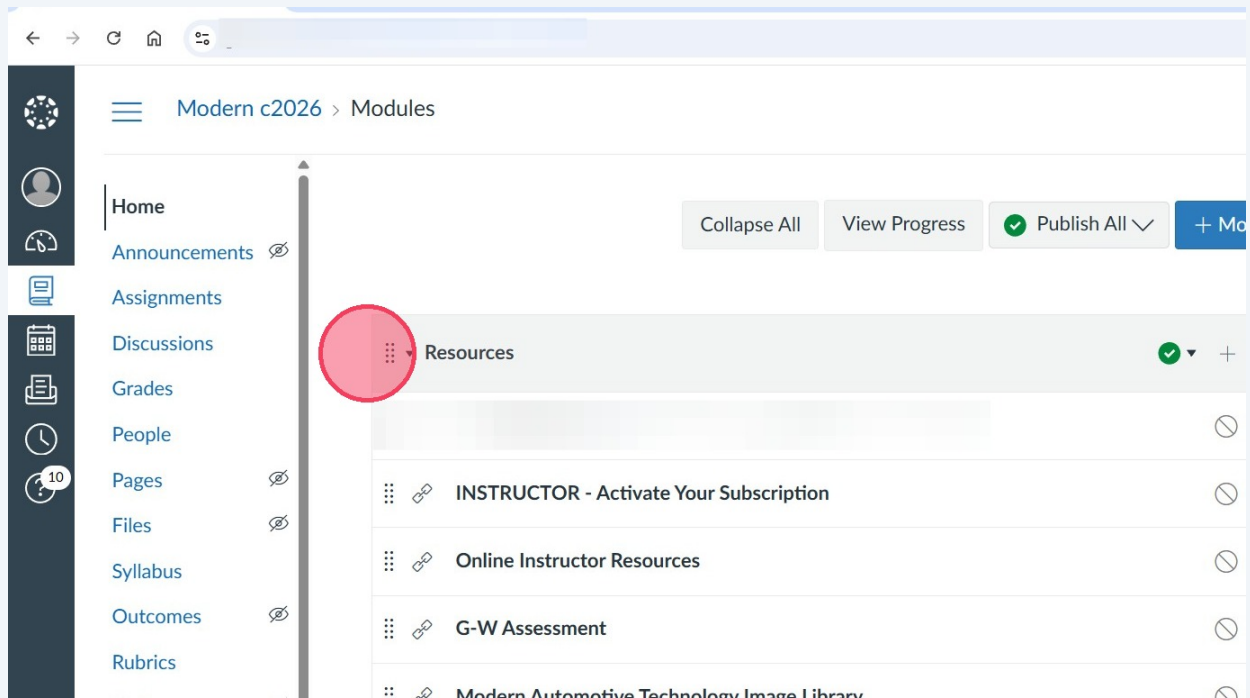 Modern c2026 > Modules
Home
Announcements
Assignments
Discussions
Grades
People
Pages
Files
Syllabus
Outcomes
Rubrics
10
Collapse All
View Progress
Publish All
+ Mo
Resources
INSTRUCTOR - Activate Your Subscription
Online Instructor Resources
G-W Assessment
Modern Automotive Technology Image Library